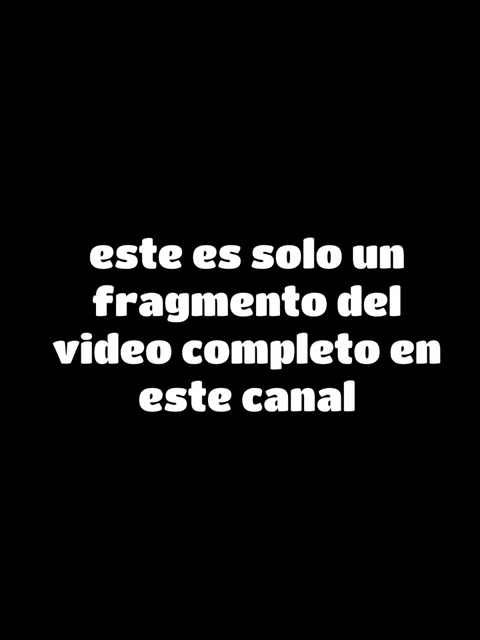 este es solo un
fragmento del
video completo en
este canal